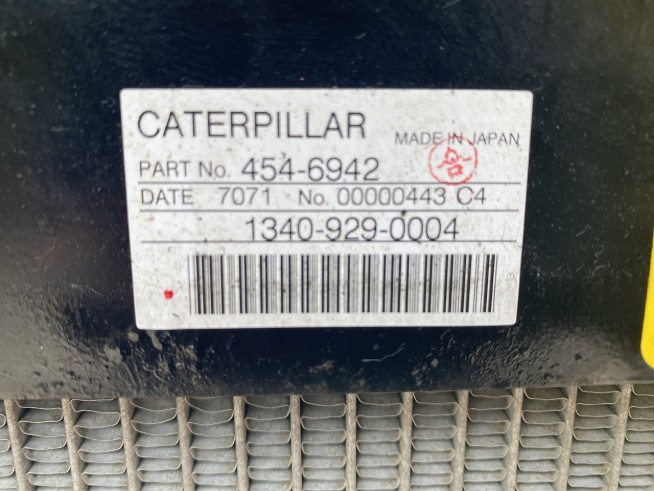 CATERPILLAR
MADE IN JAPAN
PART No. 454-6942
DATE 7071 No. 00000443 C4
1340-929-0004